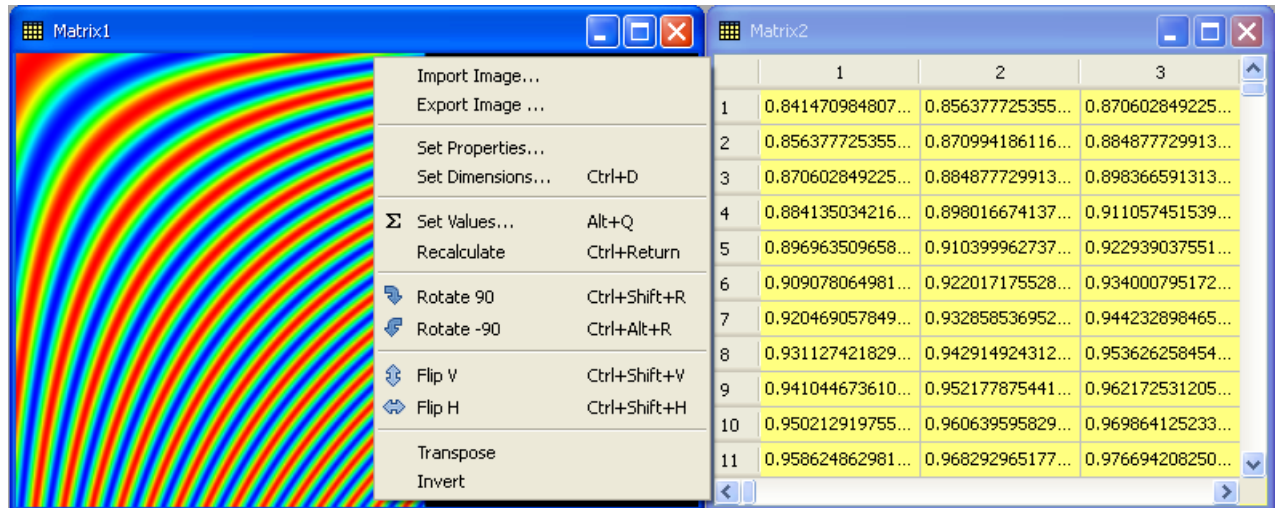 Matrix1
Import Image...
Export Image ...
Set Properties...
Set Dimensions... Ctrl+D
Σ Set Values... Alt+Q
Recalculate Ctrl+Return
Rotate 90 Ctrl+Shift+R
Rotate -90 Ctrl+Alt+R
Flip V Ctrl+Shift+V
Flip H Ctrl+Shift+H
Transpose
Invert
Matrix2
1 2 3
1 0.841470984807... 0.856377725355... 0.870602849225...
2 0.856377725355... 0.870994186116... 0.884877729913...
3 0.870602849225... 0.884877729913... 0.898366591313...
4 0.884135034216... 0.898016674137... 0.911057451539...
5 0.896963509658... 0.910399962737... 0.922939037551...
6 0.909078064981... 0.922017175528... 0.934000795172...
7 0.920469057849... 0.932858536952... 0.944232898465...
8 0.931127421829... 0.942914924312... 0.953626258454...
9 0.941044673610... 0.952177875441... 0.962172531205...
10 0.950212919755... 0.960639595829... 0.969864125233...
11 0.958624862981... 0.968292965177... 0.976694208250...